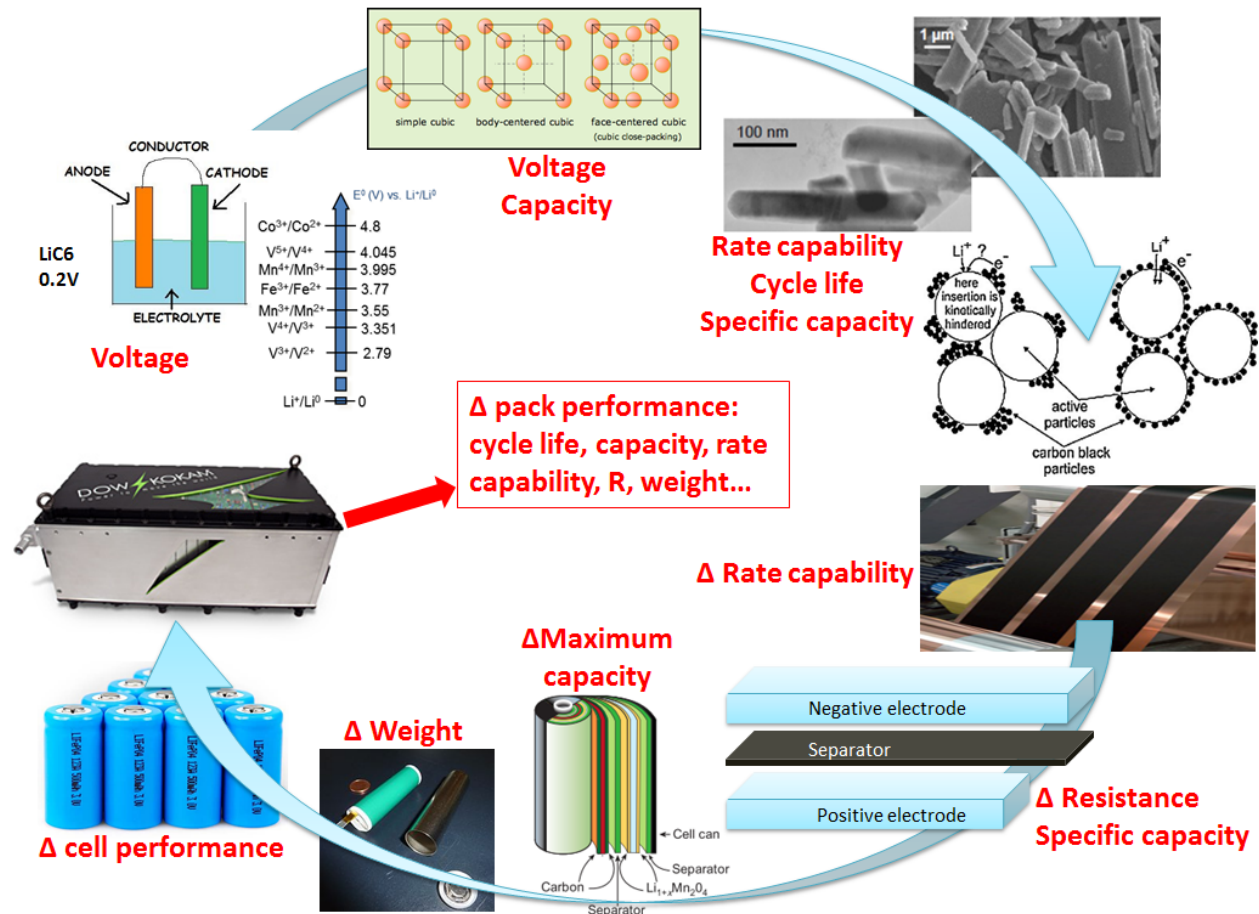 simple cubic
body-centered cubic
face-centered cubic
(cubic close-packing)
Voltage
Capacity
1 µm
100 nm
Rate capability
Cycle life
Specific capacity
CONDUCTOR
ANODE
CATHODE
LiC6
0.2V
ELECTROLYTE
Voltage
E⁰ (V) vs. Li⁺/Li⁰
Co³⁺/Co²⁺ 4.8
V⁵⁺/V⁴⁺ 4.045
Mn⁴⁺/Mn³⁺ 3.995
Fe³⁺/Fe²⁺ 3.77
Mn³⁺/Mn²⁺ 3.55
V⁴⁺/V³⁺ 3.351
V³⁺/V²⁺ 2.79
Li⁺/Li⁰ 0
Li⁺ ? e⁻
here
insertion is
kinetically
hindered
Li⁺ e⁻
active
particles
carbon black
particles
Δ pack performance:
cycle life, capacity, rate
capability, R, weight...
DOW KOKAM
Δ Rate capability
Negative electrode
Separator
Positive electrode
Δ Resistance
Specific capacity
ΔMaximum
capacity
Cell can
Separator
Carbon
Li₁₊ₓMn₂O₄
Separator
Δ Weight
Δ cell performance